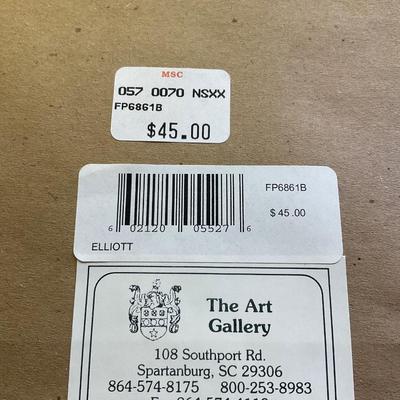 MSC
057 0070 NSXX
FP6861B
$45.00
FP6861B
$45.00
6 02120 05527 6
ELLIOTT
The Art
Gallery
108 Southport Rd.
Spartanburg, SC 29306
864-574-8175 800-253-8983